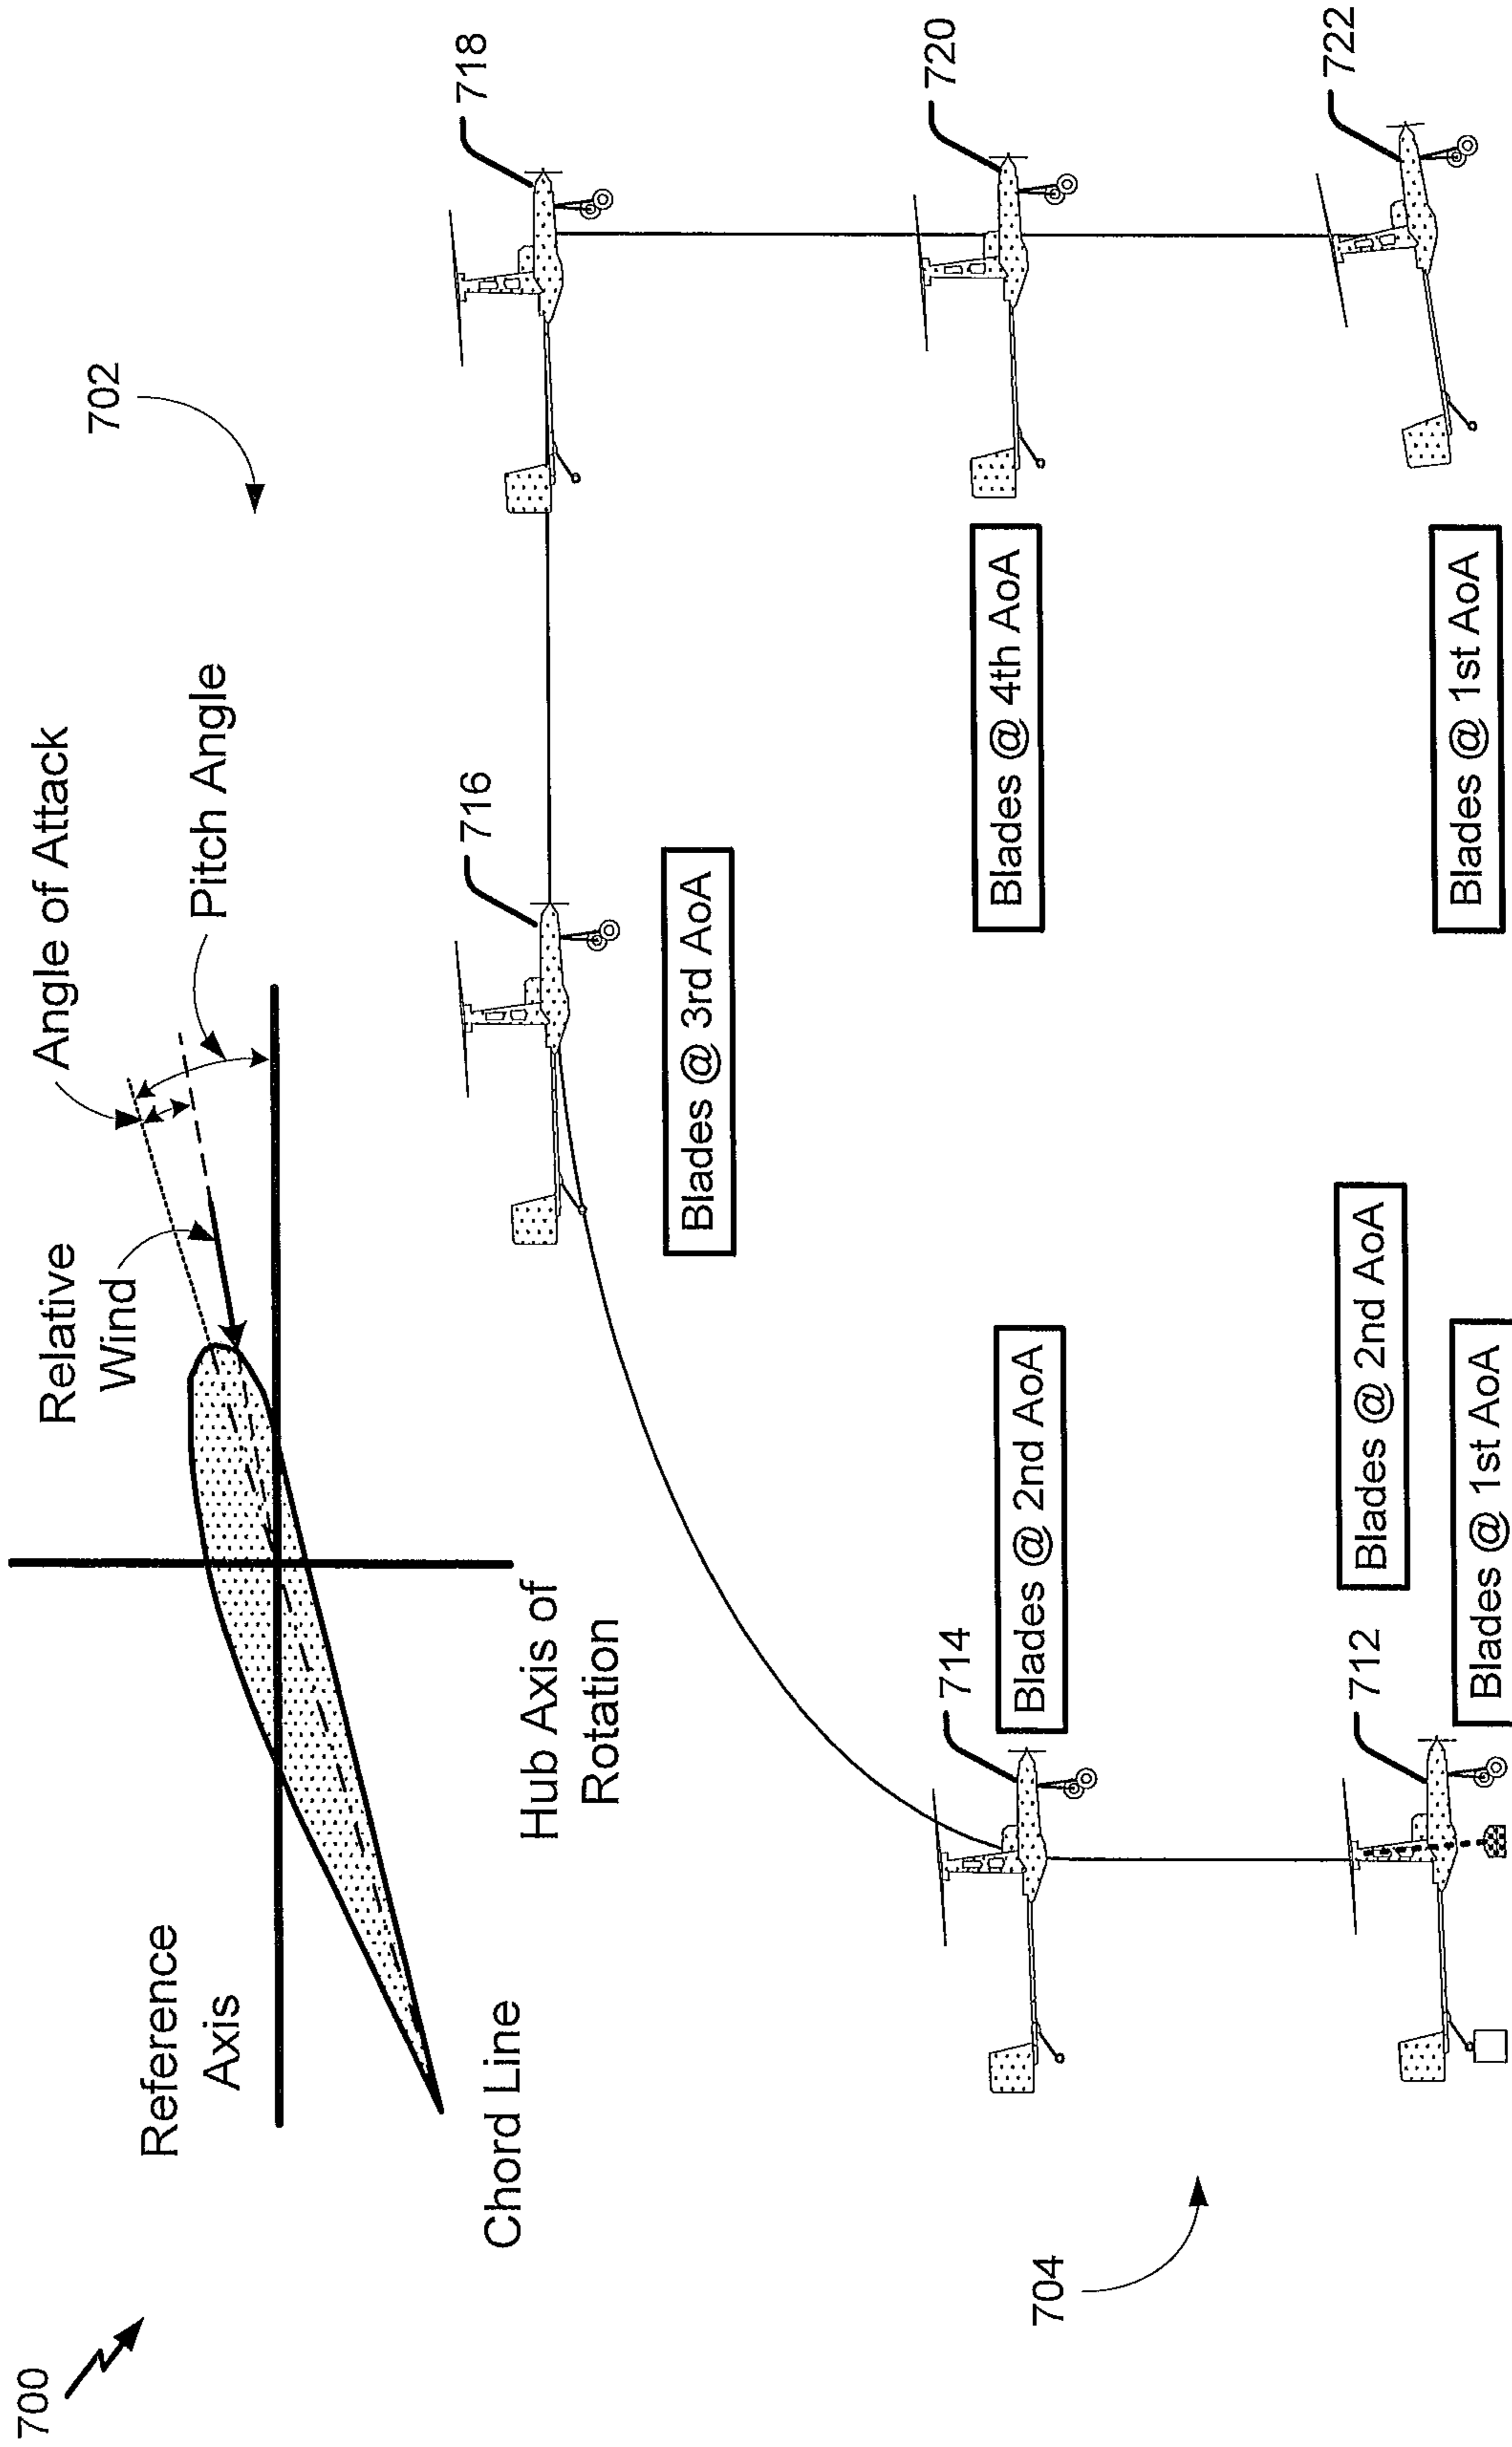 700
Reference
Axis
Relative
Wind
Angle of Attack
Pitch Angle
702
Chord Line
Hub Axis of
Rotation
716
718
Blades @ 3rd AoA
704
714
Blades @ 2nd AoA
Blades @ 4th AoA
720
712
Blades @ 2nd AoA
Blades @ 1st AoA
Blades @ 1st AoA
722